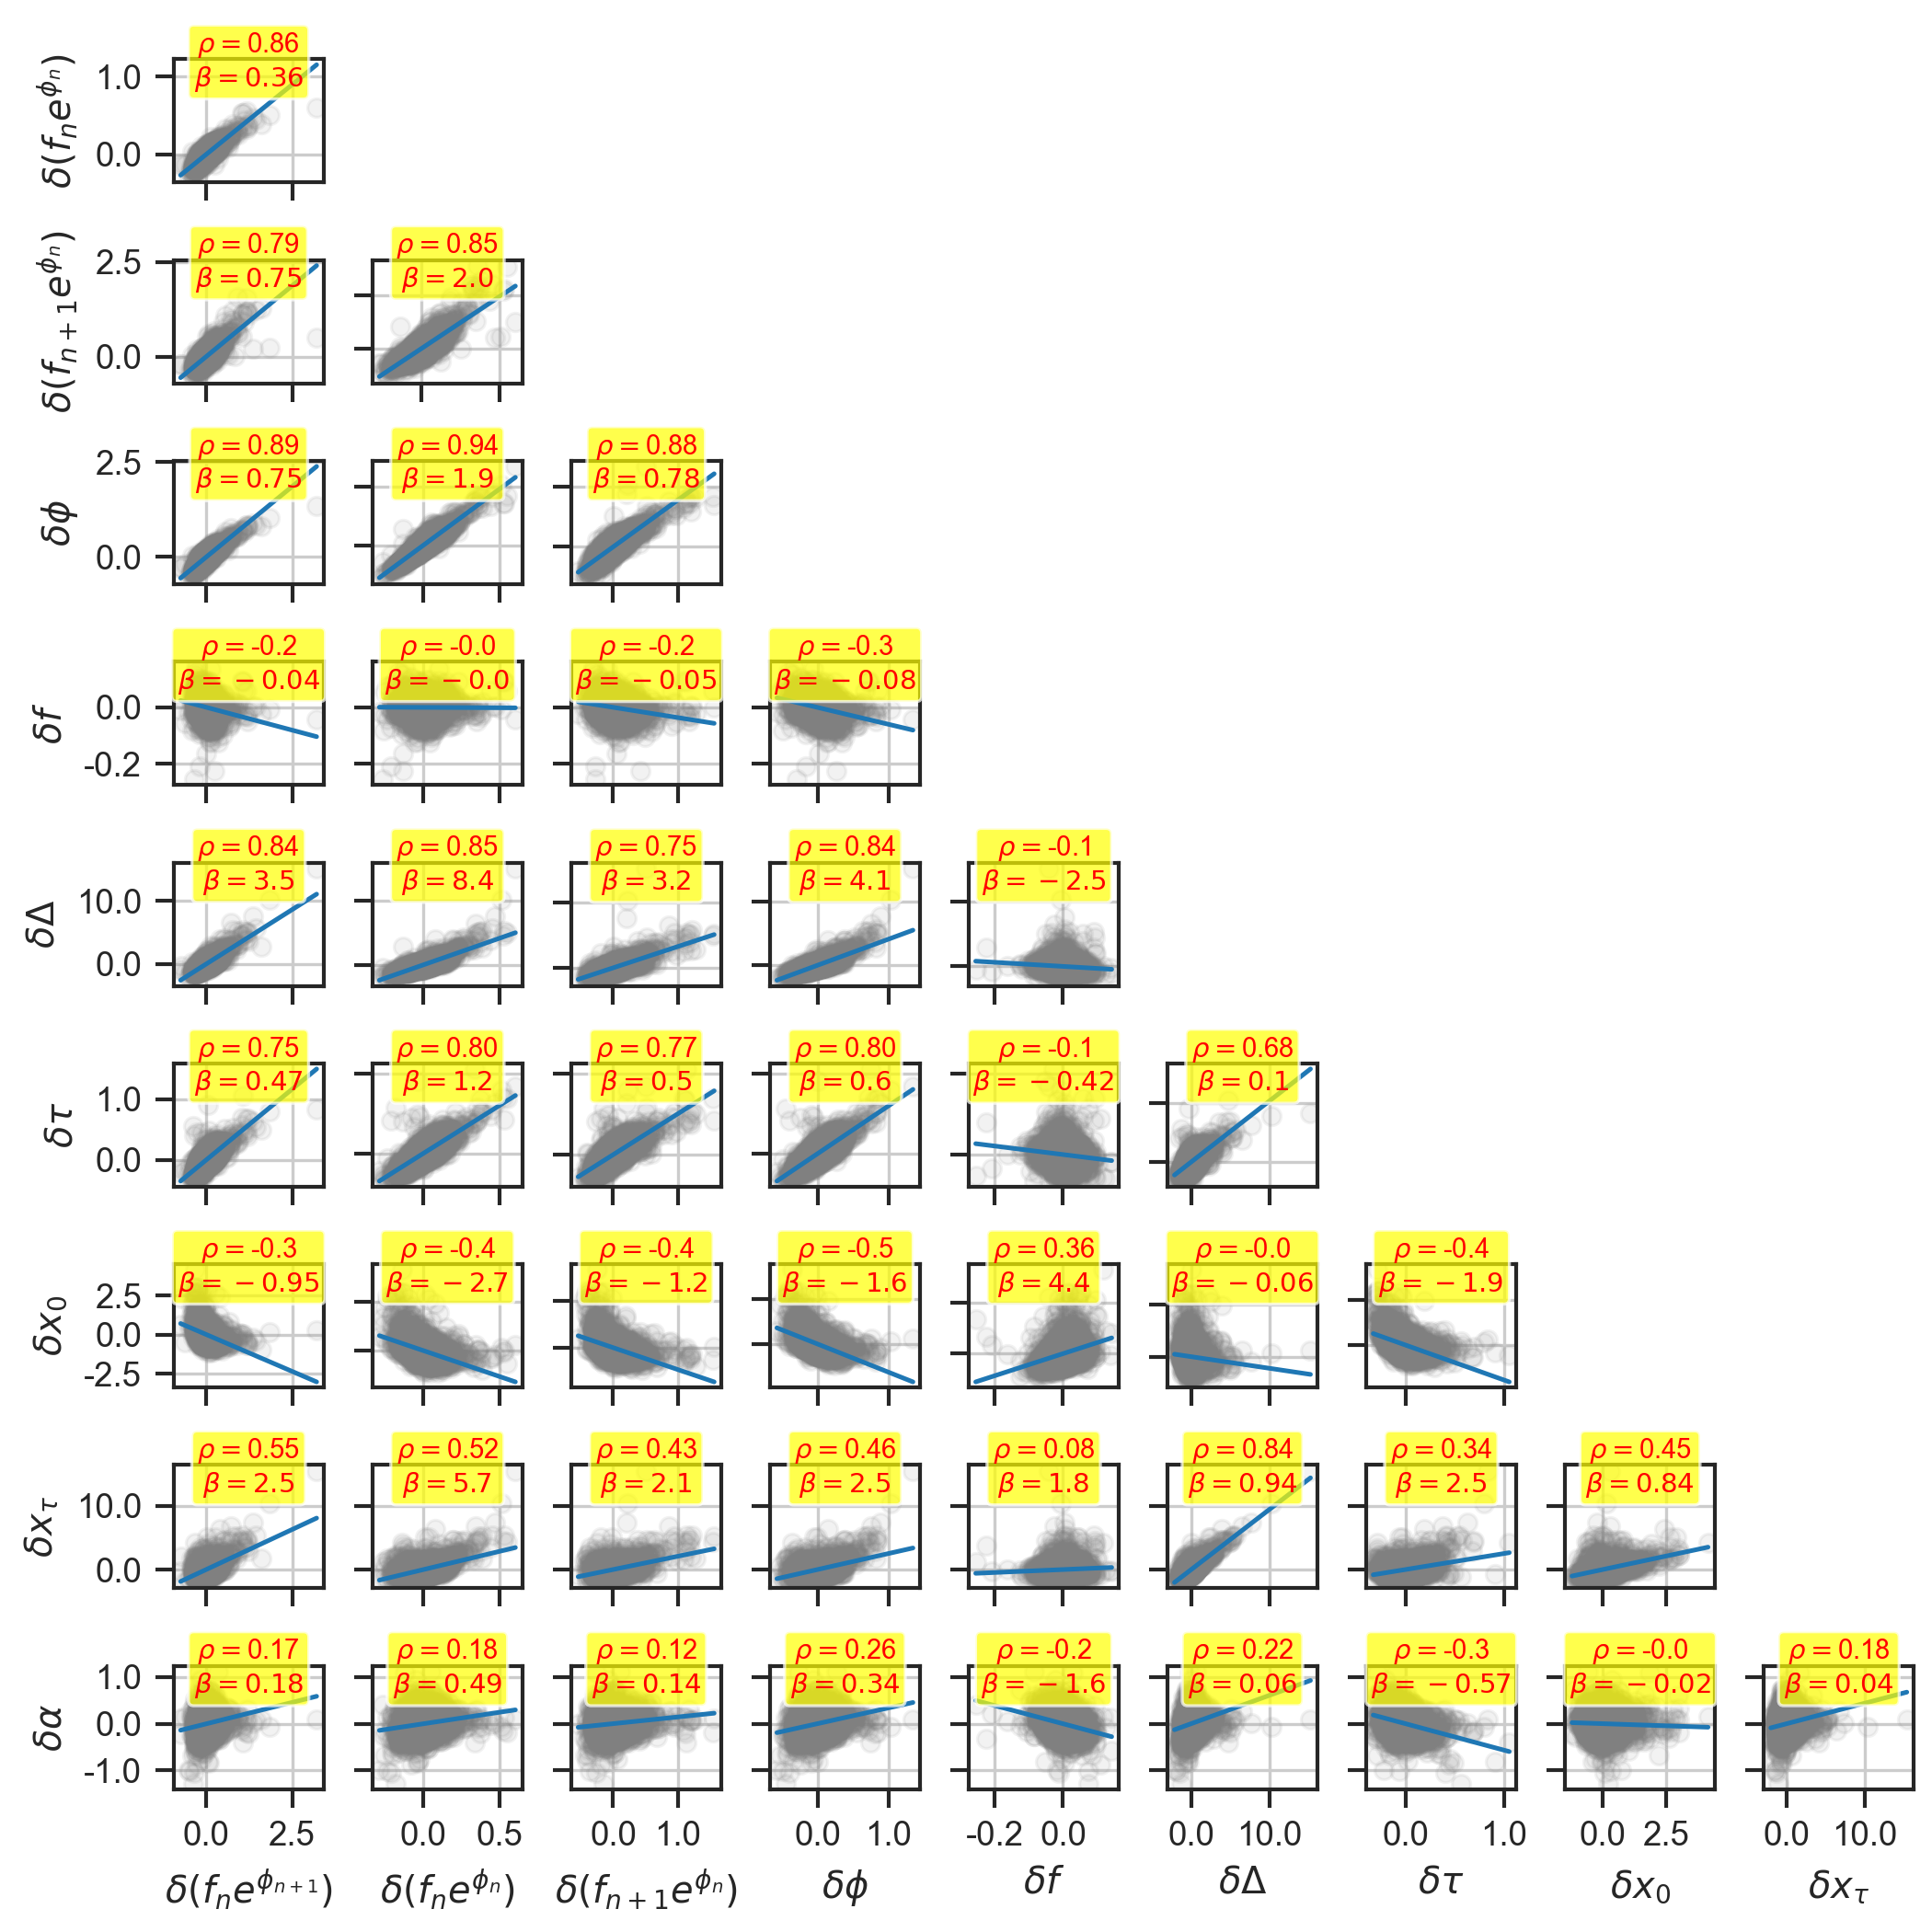 ρ = 0.86
β = 0.36
1.0
0.0
δ(fₙe^{ϕₙ})
ρ = 0.79
β = 0.75
ρ = 0.85
β = 2.0
2.5
0.0
δ(fₙ₊₁e^{ϕₙ})
ρ = 0.89
β = 0.75
ρ = 0.94
β = 1.9
ρ = 0.88
β = 0.78
2.5
0.0
δϕ
ρ = -0.2
β = −0.04
ρ = -0.0
β = −0.0
ρ = -0.2
β = −0.05
ρ = -0.3
β = −0.08
0.0
-0.2
δf
ρ = 0.84
β = 3.5
ρ = 0.85
β = 8.4
ρ = 0.75
β = 3.2
ρ = 0.84
β = 4.1
ρ = -0.1
β = −2.5
10.0
0.0
δΔ
ρ = 0.75
β = 0.47
ρ = 0.80
β = 1.2
ρ = 0.77
β = 0.5
ρ = 0.80
β = 0.6
ρ = -0.1
β = −0.42
ρ = 0.68
β = 0.1
1.0
0.0
δτ
ρ = -0.3
β = −0.95
ρ = -0.4
β = −2.7
ρ = -0.4
β = −1.2
ρ = -0.5
β = −1.6
ρ = 0.36
β = 4.4
ρ = -0.0
β = −0.06
ρ = -0.4
β = −1.9
2.5
0.0
-2.5
δx₀
ρ = 0.55
β = 2.5
ρ = 0.52
β = 5.7
ρ = 0.43
β = 2.1
ρ = 0.46
β = 2.5
ρ = 0.08
β = 1.8
ρ = 0.84
β = 0.94
ρ = 0.34
β = 2.5
ρ = 0.45
β = 0.84
10.0
0.0
δx_τ
ρ = 0.17
β = 0.18
ρ = 0.18
β = 0.49
ρ = 0.12
β = 0.14
ρ = 0.26
β = 0.34
ρ = -0.2
β = −1.6
ρ = 0.22
β = 0.06
ρ = -0.3
β = −0.57
ρ = -0.0
β = −0.02
ρ = 0.18
β = 0.04
1.0
0.0
-1.0
δα
0.0 2.5 0.0 0.5 0.0 1.0 0.0 1.0 -0.2 0.0 0.0 10.0 0.0 1.0 0.0 2.5 0.0 10.0
δ(fₙe^{ϕₙ₊₁}) δ(fₙe^{ϕₙ}) δ(fₙ₊₁e^{ϕₙ}) δϕ δf δΔ δτ δx₀ δx_τ